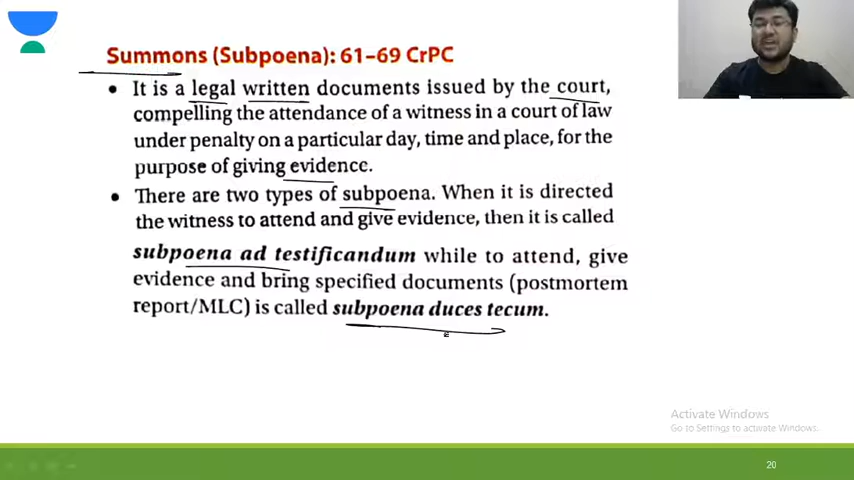 Summons (Subpoena): 61–69 CrPC
• It is a legal written documents issued by the court,
compelling the attendance of a witness in a court of law
under penalty on a particular day, time and place, for the
purpose of giving evidence.
• There are two types of subpoena. When it is directed
the witness to attend and give evidence, then it is called
subpoena ad testificandum while to attend, give
evidence and bring specified documents (postmortem
report/MLC) is called subpoena duces tecum.
Activate Windows
Go to Settings to activate Windows.
20